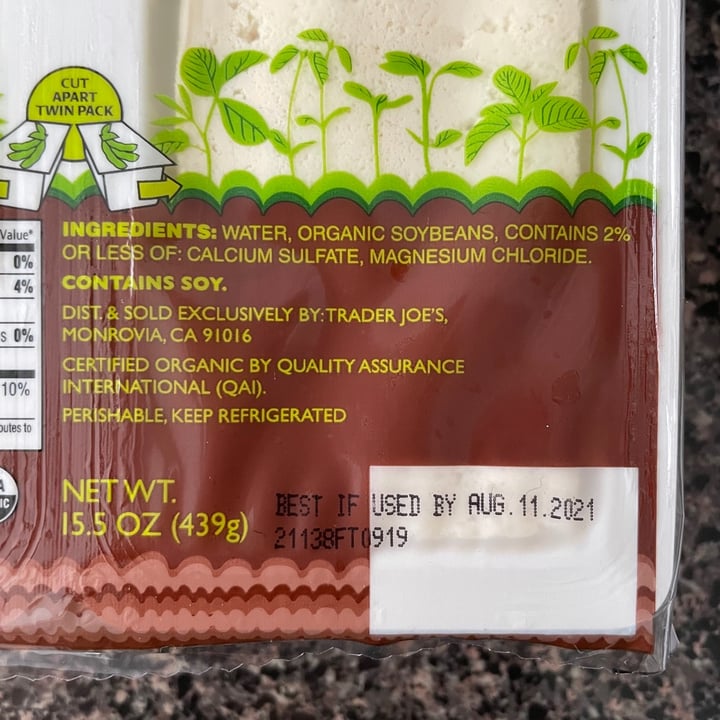 CUT
APART
TWIN PACK
Value*
0%
4%
0%
10%
INGREDIENTS: WATER, ORGANIC SOYBEANS, CONTAINS 2%
OR LESS OF: CALCIUM SULFATE, MAGNESIUM CHLORIDE.
CONTAINS SOY.
DIST. & SOLD EXCLUSIVELY BY: TRADER JOE'S,
MONROVIA, CA 91016
CERTIFIED ORGANIC BY QUALITY ASSURANCE
INTERNATIONAL (QAI).
PERISHABLE, KEEP REFRIGERATED
NET WT.
15.5 OZ (439g)
BEST IF USED BY AUG.11.2021
21138FT0919